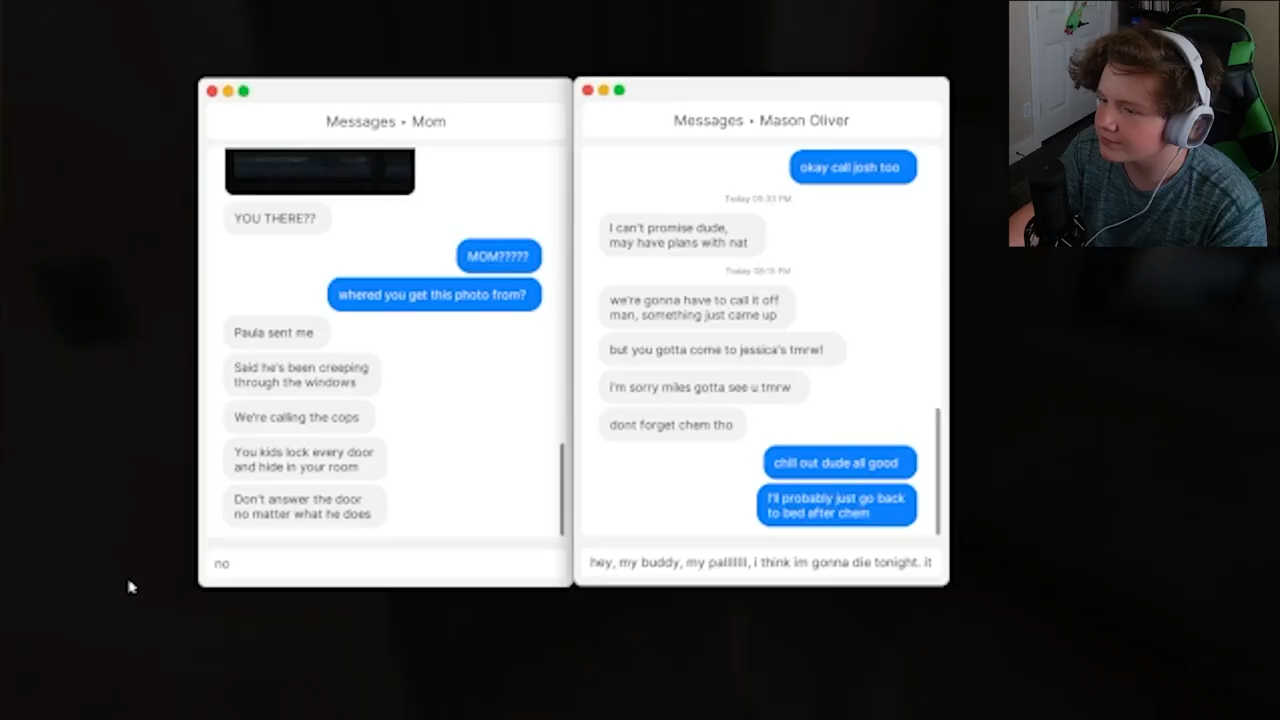 Messages • Mom
YOU THERE??
MOM?????
whered you get this photo from?
Paula sent me
Said he's been creeping
through the windows
We're calling the cops
You kids lock every door
and hide in your room
Don't answer the door
no matter what he does
no
Messages • Mason Oliver
okay call josh too
Today 05:33 PM
I can't promise dude,
may have plans with nat
Today 08:15 PM
we're gonna have to call it off
man, something just came up
but you gotta come to jessica's tmrw!
i'm sorry miles gotta see u tmrw
dont forget chem tho
chill out dude all good
I'll probably just go back
to bed after chem
hey, my buddy, my palllllll, i think im gonna die tonight. it